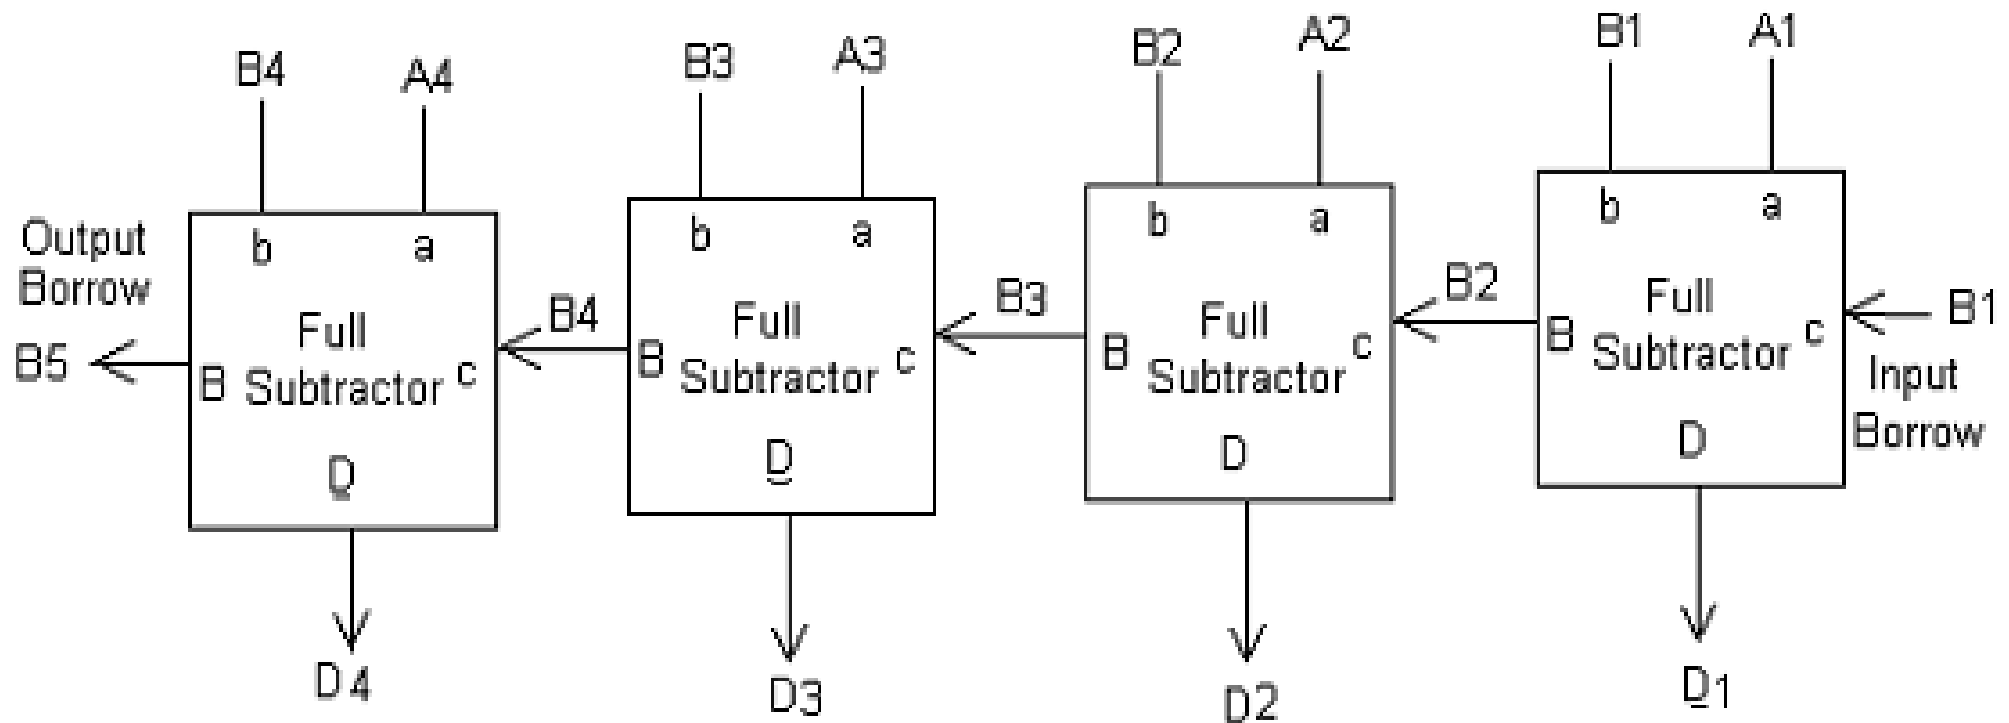 B4 A4 B3 A3 B2 A2 B1 A1
b a b a b a b a
Output
Borrow
B5
B Full
Subtractor c
D
B4
B Full
Subtractor c
D
B3
B Full
Subtractor c
D
B2
B Full
Subtractor c
D
B1
Input
Borrow
D4 D3 D2 D1